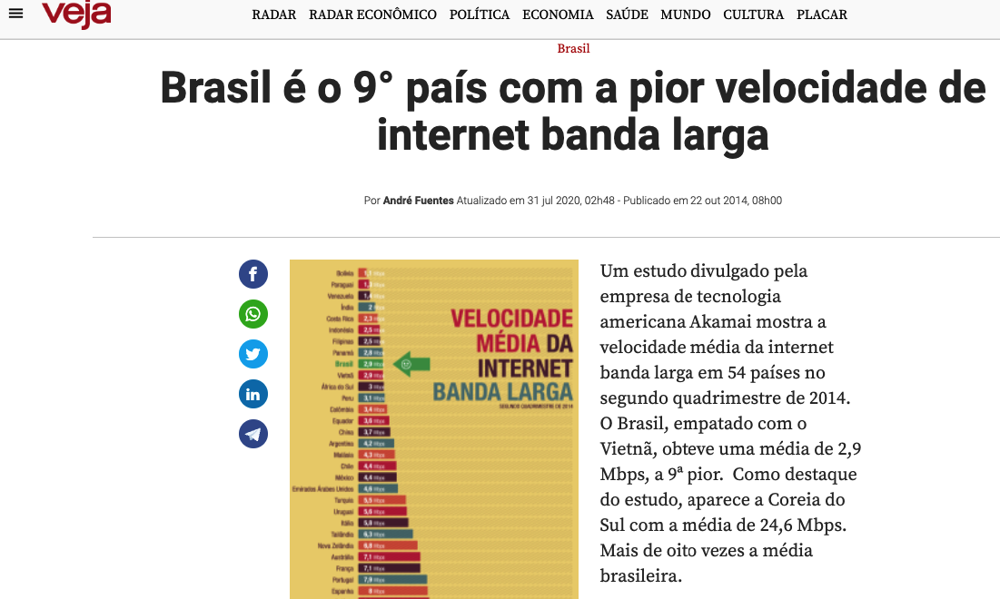 veja
RADAR RADAR ECONÔMICO POLÍTICA ECONOMIA SAÚDE MUNDO CULTURA PLACAR
Brasil
Brasil é o 9° país com a pior velocidade de
internet banda larga
Por André Fuentes Atualizado em 31 jul 2020, 02h48 - Publicado em 22 out 2014, 08h00
VELOCIDADE
MÉDIA DA
INTERNET
BANDA LARGA
SEGUNDO QUADRIMESTRE DE 2014
Bolívia 1,1 Mbps
Paraguai 1,3 Mbps
Venezuela 1,4 Mbps
Índia 2 Mbps
Costa Rica 2,3 Mbps
Indonésia 2,5 Mbps
Filipinas 2,5 Mbps
Panamá 2,8 Mbps
Brasil 2,9 Mbps
Vietnã 2,9 Mbps
África do Sul 3 Mbps
Peru 3,1 Mbps
Colômbia 3,4 Mbps
Equador 3,6 Mbps
China 3,7 Mbps
Argentina 4,2 Mbps
Malásia 4,3 Mbps
Chile 4,4 Mbps
México 4,4 Mbps
Emirados Árabes Unidos 4,6 Mbps
Turquia 5,5 Mbps
Uruguai 5,6 Mbps
Itália 5,8 Mbps
Tailândia 6,3 Mbps
Nova Zelândia 6,8 Mbps
Austrália 7,1 Mbps
França 7,1 Mbps
Portugal 7,9 Mbps
Espanha 8 Mbps
Um estudo divulgado pela
empresa de tecnologia
americana Akamai mostra a
velocidade média da internet
banda larga em 54 países no
segundo quadrimestre de 2014.
O Brasil, empatado com o
Vietnã, obteve uma média de 2,9
Mbps, a 9ª pior. Como destaque
do estudo, aparece a Coreia do
Sul com a média de 24,6 Mbps.
Mais de oito vezes a média
brasileira.